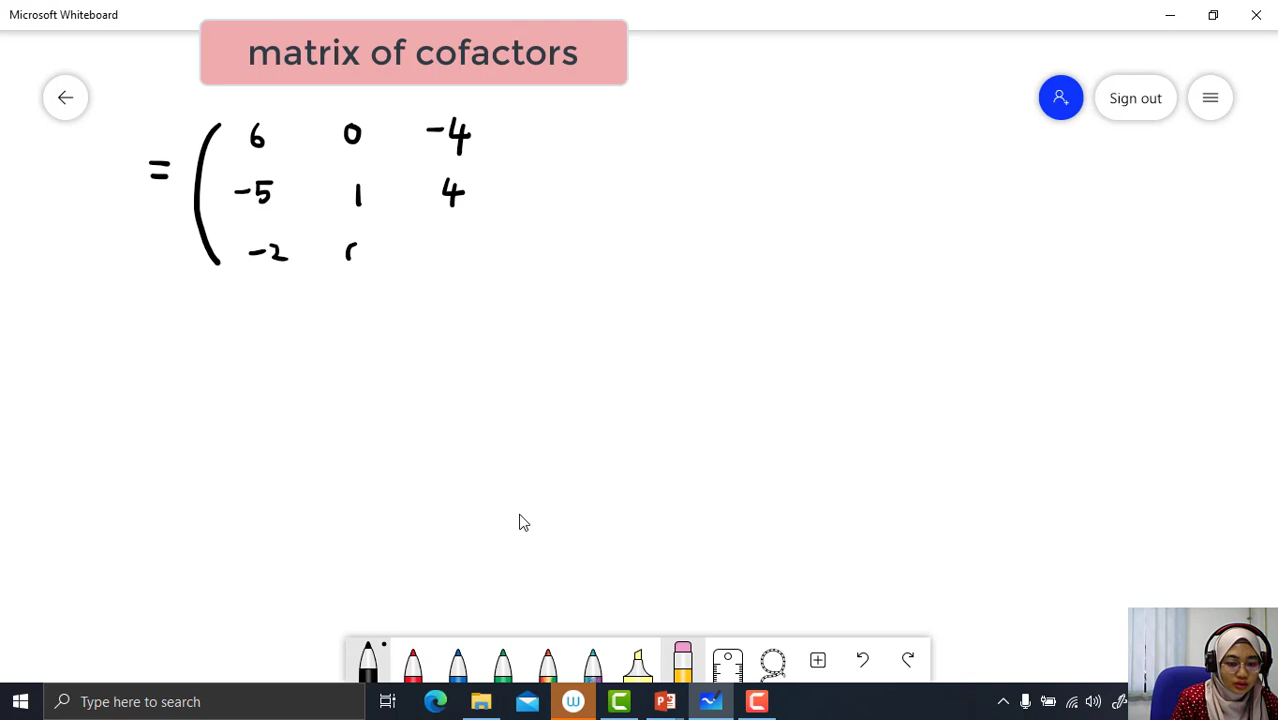 Microsoft Whiteboard
matrix of cofactors
Sign out
= ( 6 0 -4
-5 1 4
-2
Type here to search